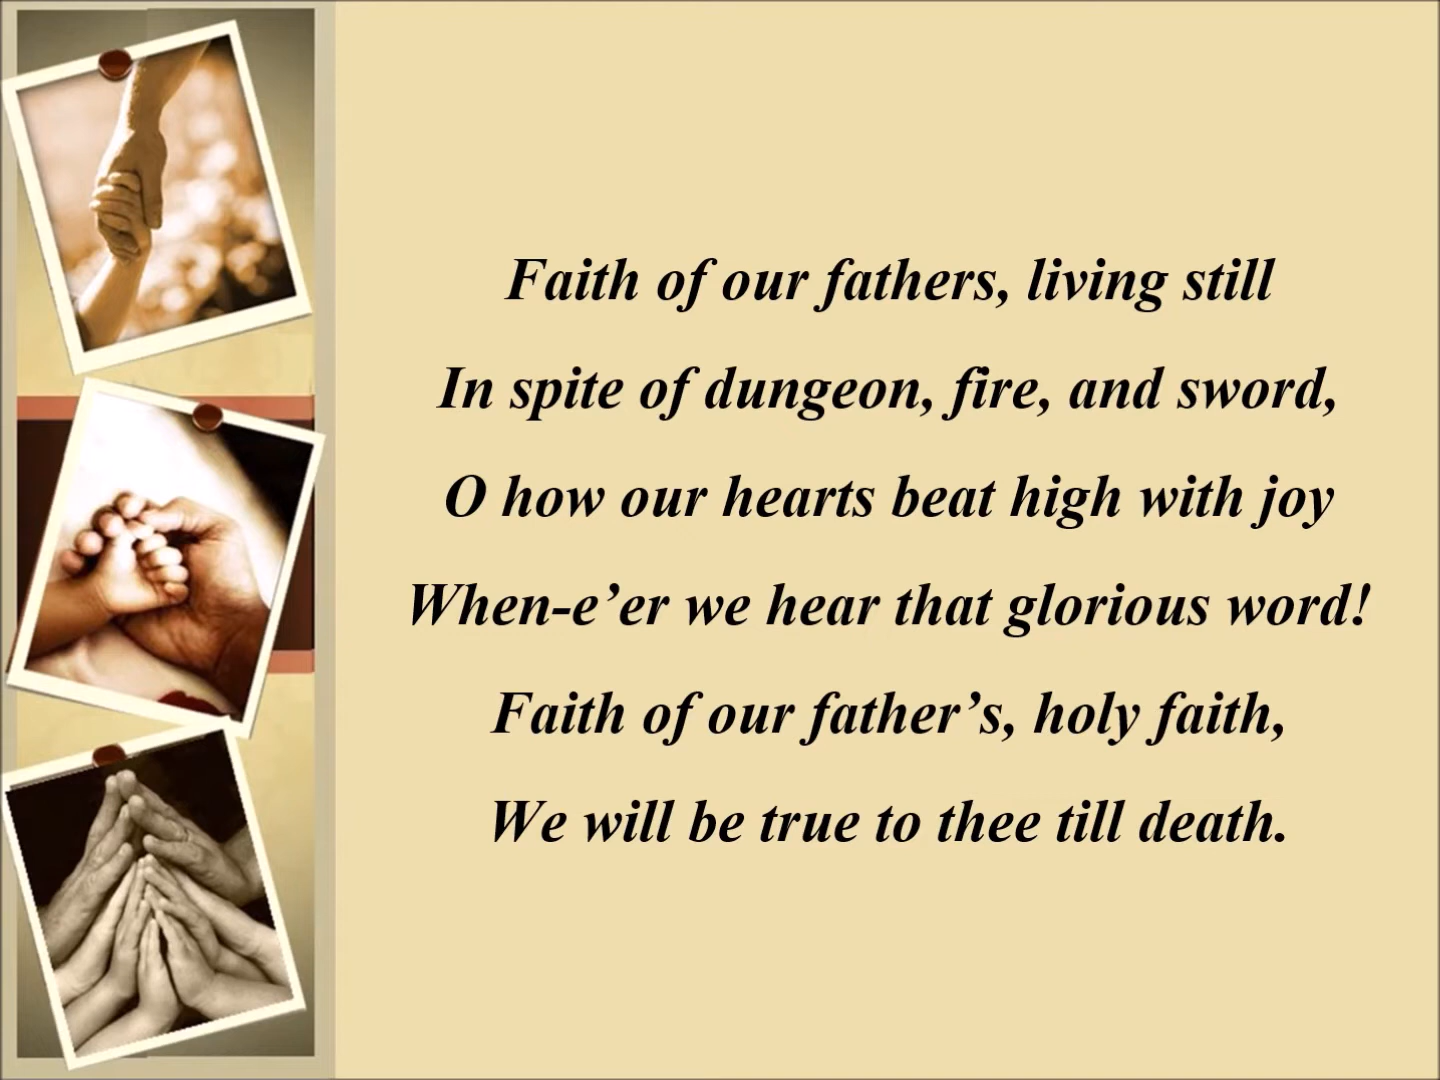 Faith of our fathers, living still
In spite of dungeon, fire, and sword,
O how our hearts beat high with joy
When-e’er we hear that glorious word!
Faith of our father’s, holy faith,
We will be true to thee till death.